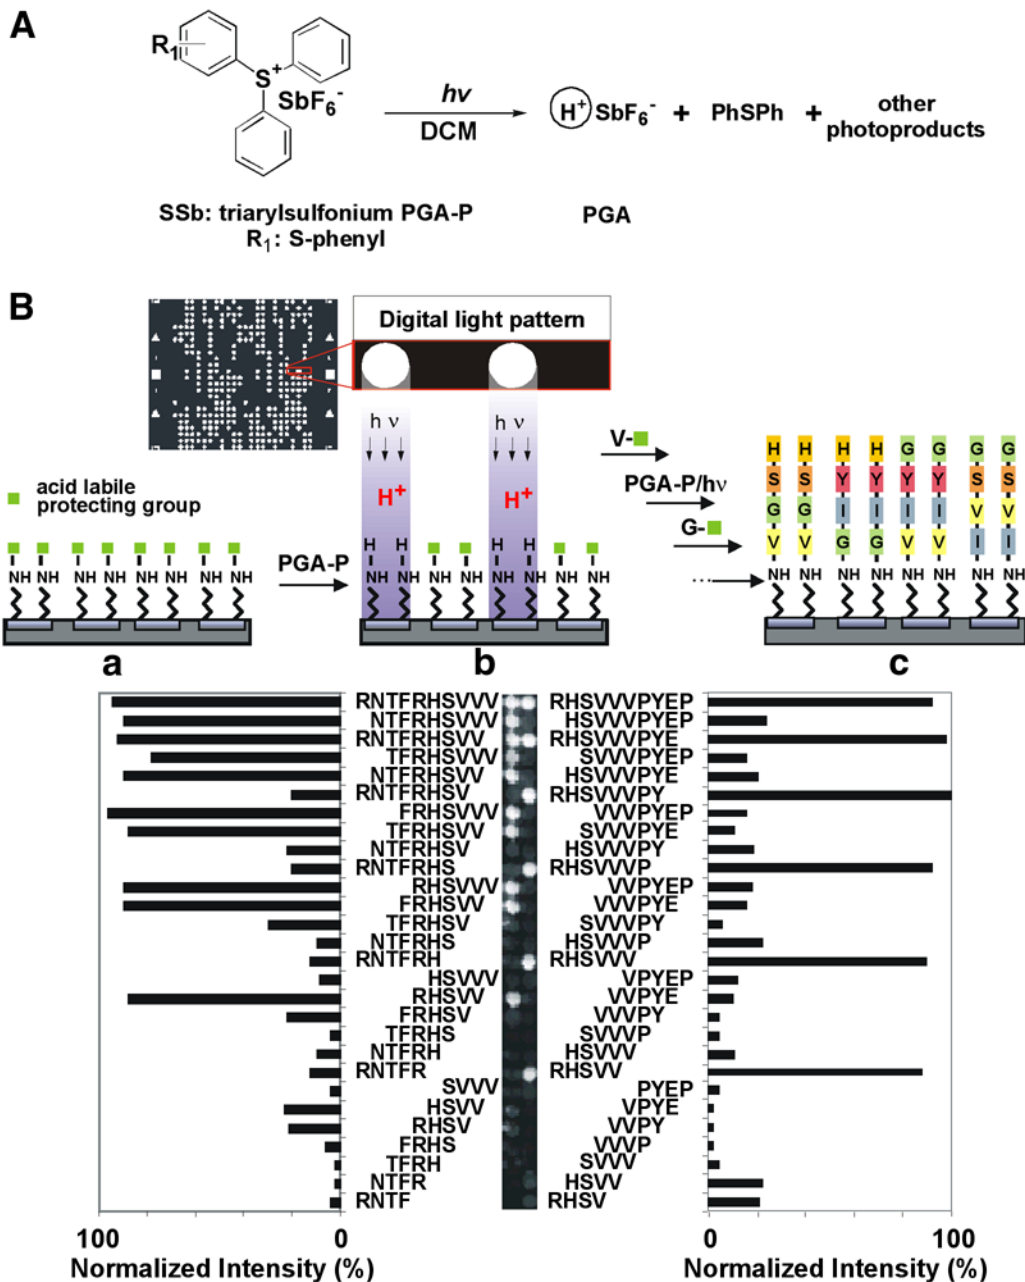 A
R1
S+
SbF6-
hν
DCM
H+ SbF6- + PhSPh + other photoproducts
SSb: triarylsulfonium PGA-P
R1: S-phenyl
PGA
B
Digital light pattern
h ν h ν
H+ H+
acid labile
protecting group
PGA-P
V-
PGA-P/hν
G-
...
H H H H
NH NH NH NH NH NH NH NH
NH NH NH NH NH NH NH NH
H H H H G G G G
S S Y Y Y Y S S
G G I I I I V V
V V G G V V I I
NH NH NH NH NH NH NH NH
a b c
RNTFRHSVVV RHSVVVPYEP
NTFRHSVVV HSVVVPYEP
RNTFRHSVV RHSVVVPYE
TFRHSVVV SVVVPYEP
NTFRHSVV HSVVVPYE
RNTFRHSV RHSVVVPY
FRHSVVV VVVPYEP
TFRHSVV SVVVPYE
NTFRHSV HSVVVPY
RNTFRHS RHSVVVP
RHSVVV VVPYEP
FRHSVV VVVPYE
TFRHSV SVVVPY
NTFRHS HSVVVP
RNTFRH RHSVVV
HSVVV VPYEP
RHSVV VVPYE
FRHSV VVVPY
TFRHS SVVVP
NTFRH HSVVV
RNTFR RHSVV
SVVV PYEP
HSVV VPYE
RHSV VVPY
FRHS VVVP
TFRH SVVV
NTFR HSVV
RNTF RHSV
100 0 0 100
Normalized Intensity (%) Normalized Intensity (%)